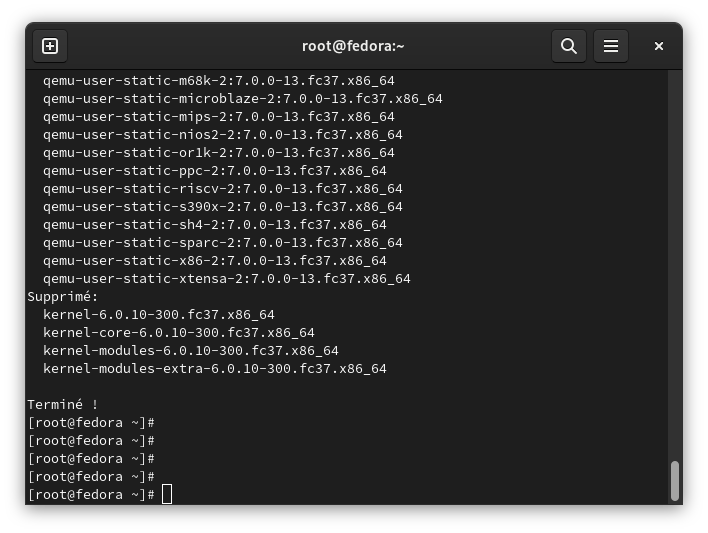 root@fedora:~
qemu-user-static-m68k-2:7.0.0-13.fc37.x86_64
qemu-user-static-microblaze-2:7.0.0-13.fc37.x86_64
qemu-user-static-mips-2:7.0.0-13.fc37.x86_64
qemu-user-static-nios2-2:7.0.0-13.fc37.x86_64
qemu-user-static-or1k-2:7.0.0-13.fc37.x86_64
qemu-user-static-ppc-2:7.0.0-13.fc37.x86_64
qemu-user-static-riscv-2:7.0.0-13.fc37.x86_64
qemu-user-static-s390x-2:7.0.0-13.fc37.x86_64
qemu-user-static-sh4-2:7.0.0-13.fc37.x86_64
qemu-user-static-sparc-2:7.0.0-13.fc37.x86_64
qemu-user-static-x86-2:7.0.0-13.fc37.x86_64
qemu-user-static-xtensa-2:7.0.0-13.fc37.x86_64
Supprimé:
kernel-6.0.10-300.fc37.x86_64
kernel-core-6.0.10-300.fc37.x86_64
kernel-modules-6.0.10-300.fc37.x86_64
kernel-modules-extra-6.0.10-300.fc37.x86_64
Terminé !
[root@fedora ~]#
[root@fedora ~]#
[root@fedora ~]#
[root@fedora ~]#
[root@fedora ~]#